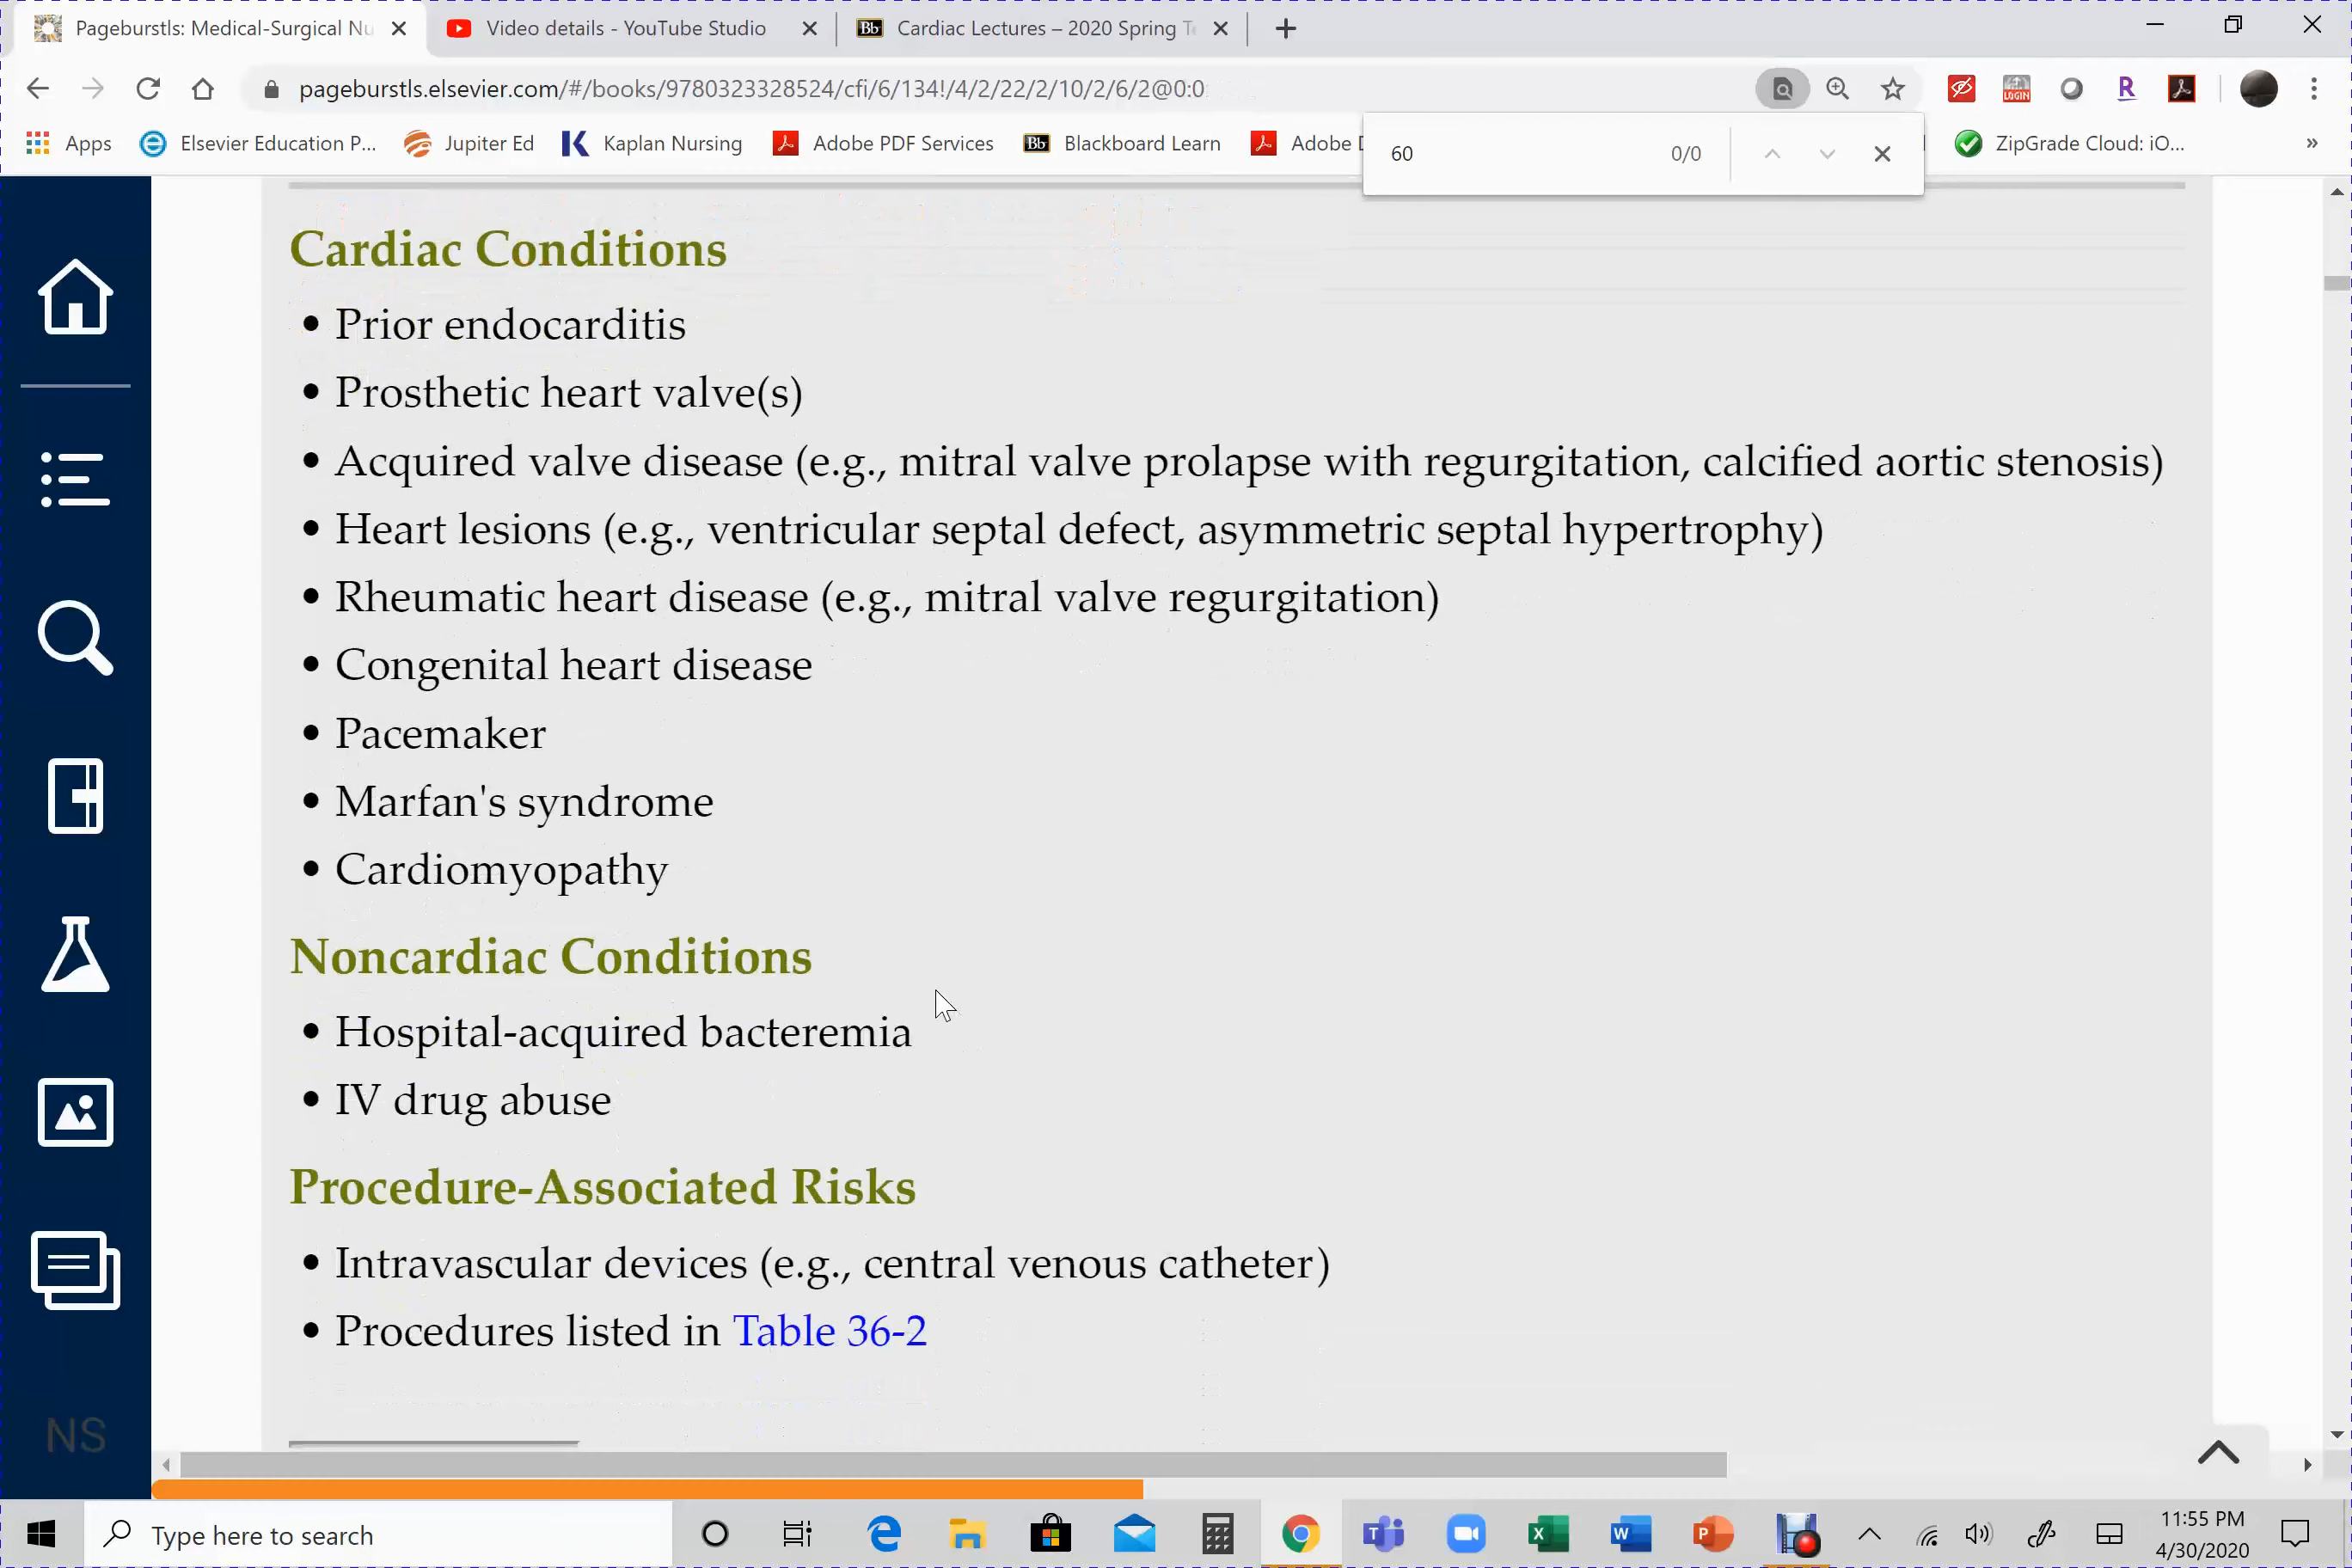 Pageburstls: Medical-Surgical Nu
Video details - YouTube Studio
Bb Cardiac Lectures – 2020 Spring Te
pageburstls.elsevier.com/#/books/9780323328524/cfi/6/134!/4/2/22/2/10/2/6/2@0:0
LOGIN
R
Apps
Elsevier Education P...
Jupiter Ed
Kaplan Nursing
Adobe PDF Services
Bb Blackboard Learn
Adobe D
ZipGrade Cloud: iO...
»
60 0/0
Cardiac Conditions
• Prior endocarditis
• Prosthetic heart valve(s)
• Acquired valve disease (e.g., mitral valve prolapse with regurgitation, calcified aortic stenosis)
• Heart lesions (e.g., ventricular septal defect, asymmetric septal hypertrophy)
• Rheumatic heart disease (e.g., mitral valve regurgitation)
• Congenital heart disease
• Pacemaker
• Marfan's syndrome
• Cardiomyopathy
Noncardiac Conditions
• Hospital-acquired bacteremia
• IV drug abuse
Procedure-Associated Risks
• Intravascular devices (e.g., central venous catheter)
• Procedures listed in Table 36-2
NS
Type here to search
11:55 PM
4/30/2020